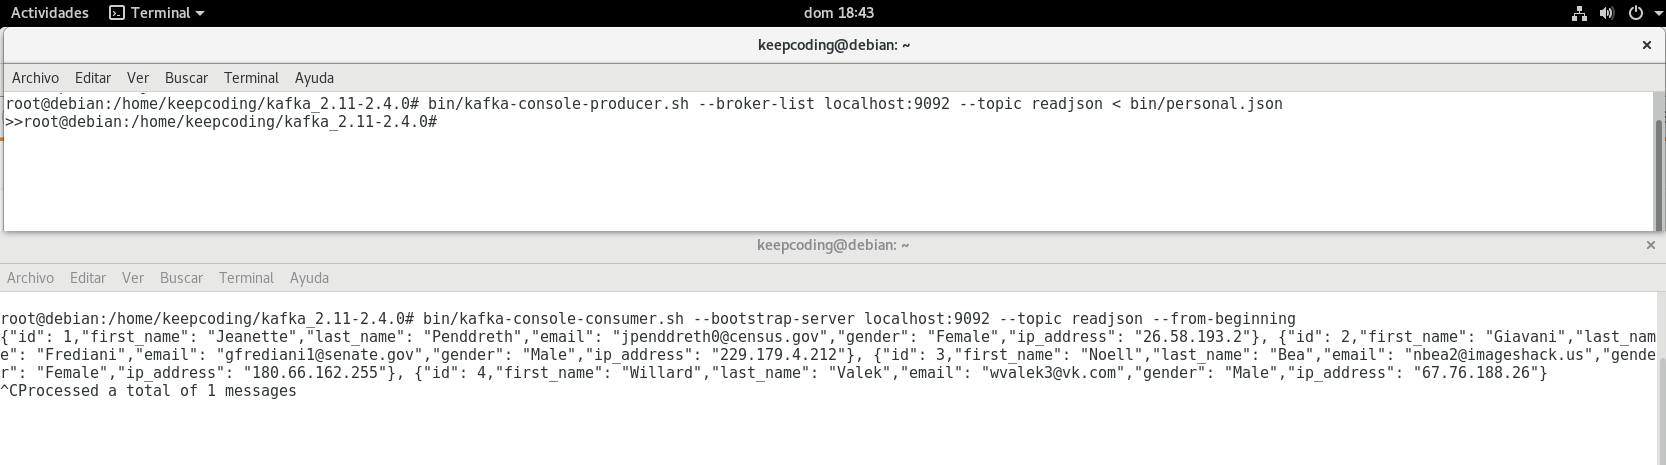 Actividades Terminal dom 18:43
keepcoding@debian: ~
Archivo Editar Ver Buscar Terminal Ayuda
root@debian:/home/keepcoding/kafka_2.11-2.4.0# bin/kafka-console-producer.sh --broker-list localhost:9092 --topic readjson < bin/personal.json
>>root@debian:/home/keepcoding/kafka_2.11-2.4.0#
keepcoding@debian: ~
Archivo Editar Ver Buscar Terminal Ayuda
root@debian:/home/keepcoding/kafka_2.11-2.4.0# bin/kafka-console-consumer.sh --bootstrap-server localhost:9092 --topic readjson --from-beginning
{"id": 1,"first_name": "Jeanette","last_name": "Penddreth","email": "jpenddreth0@census.gov","gender": "Female","ip_address": "26.58.193.2"}, {"id": 2,"first_name": "Giavani","last_nam
e": "Frediani","email": "gfrediani1@senate.gov","gender": "Male","ip_address": "229.179.4.212"}, {"id": 3,"first_name": "Noell","last_name": "Bea","email": "nbea2@imageshack.us","gende
r": "Female","ip_address": "180.66.162.255"}, {"id": 4,"first_name": "Willard","last_name": "Valek","email": "wvalek3@vk.com","gender": "Male","ip_address": "67.76.188.26"}
^CProcessed a total of 1 messages